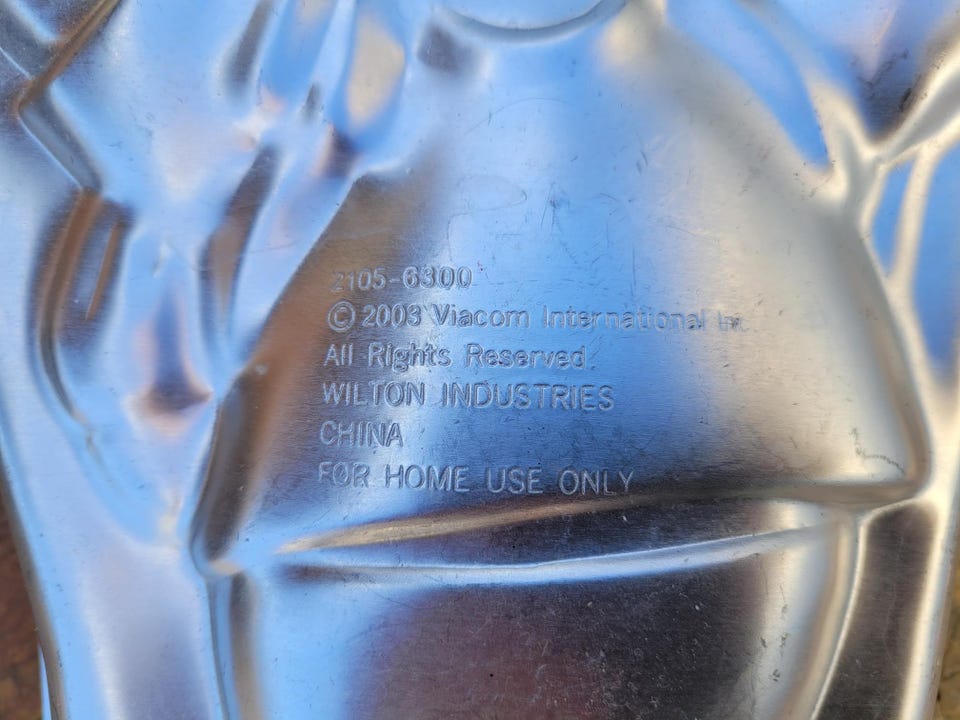 2105-6300
© 2003 Viacom International Inc.
All Rights Reserved.
WILTON INDUSTRIES
CHINA
FOR HOME USE ONLY